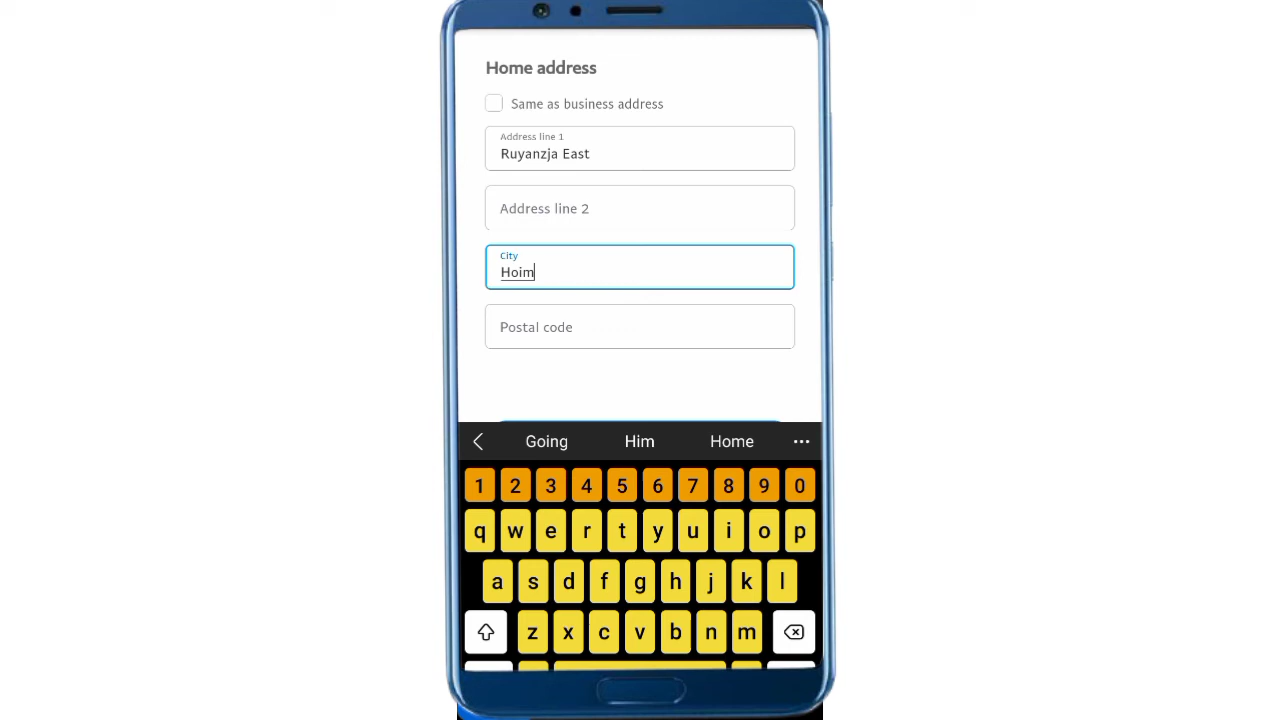 Home address
Same as business address
Address line 1
Ruyanzja East
Address line 2
City
Hoim
Postal code
Going Him Home ...
1 2 3 4 5 6 7 8 9 0
q w e r t y u i o p
a s d f g h j k l
z x c v b n m